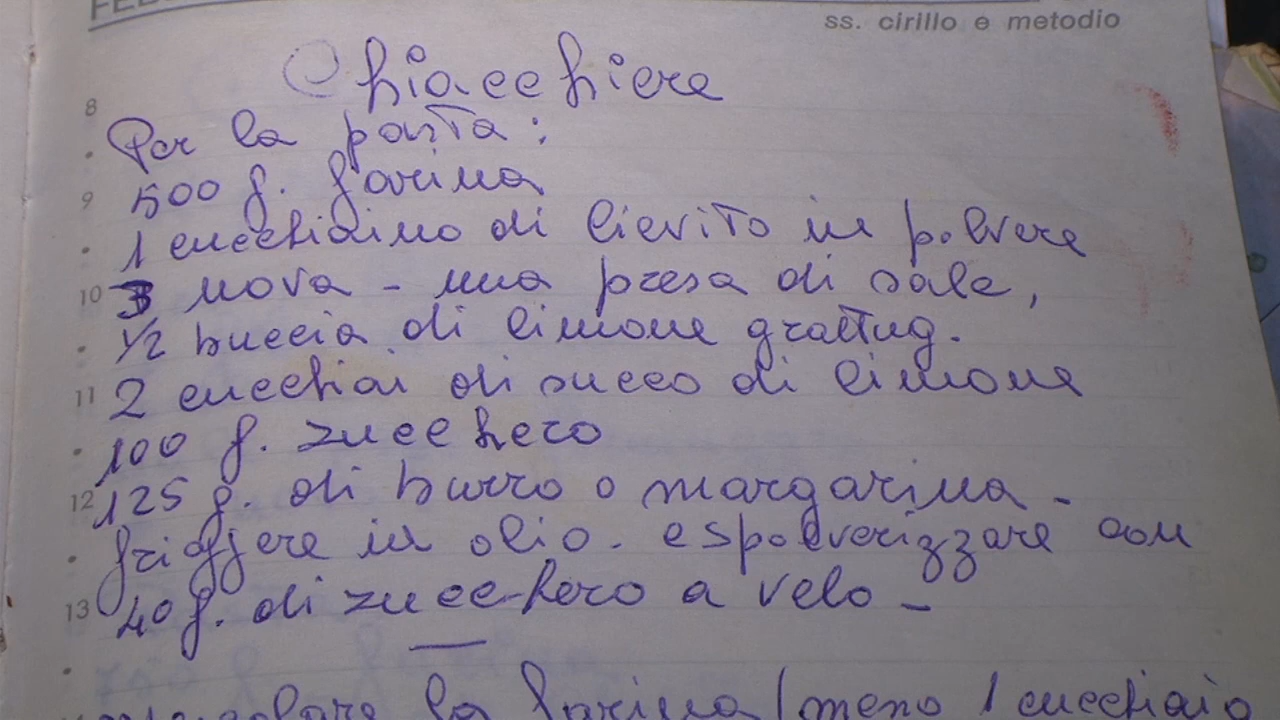 ss. cirillo e metodio
Chiacchiere
8
Per la pasta:
9
500 g. farina
1 cucchiaino di lievito in polvere
10
3 uova - una presa di sale,
1/2 buccia di limone grattug.
11
2 cucchiai di succo di limone
100 g. zucchero
12
125 g. di burro o margarina -
friggere in olio. e spolverizzare con
13
40 g. di zucchero a velo -
la farina/meno 1 cucchiaio